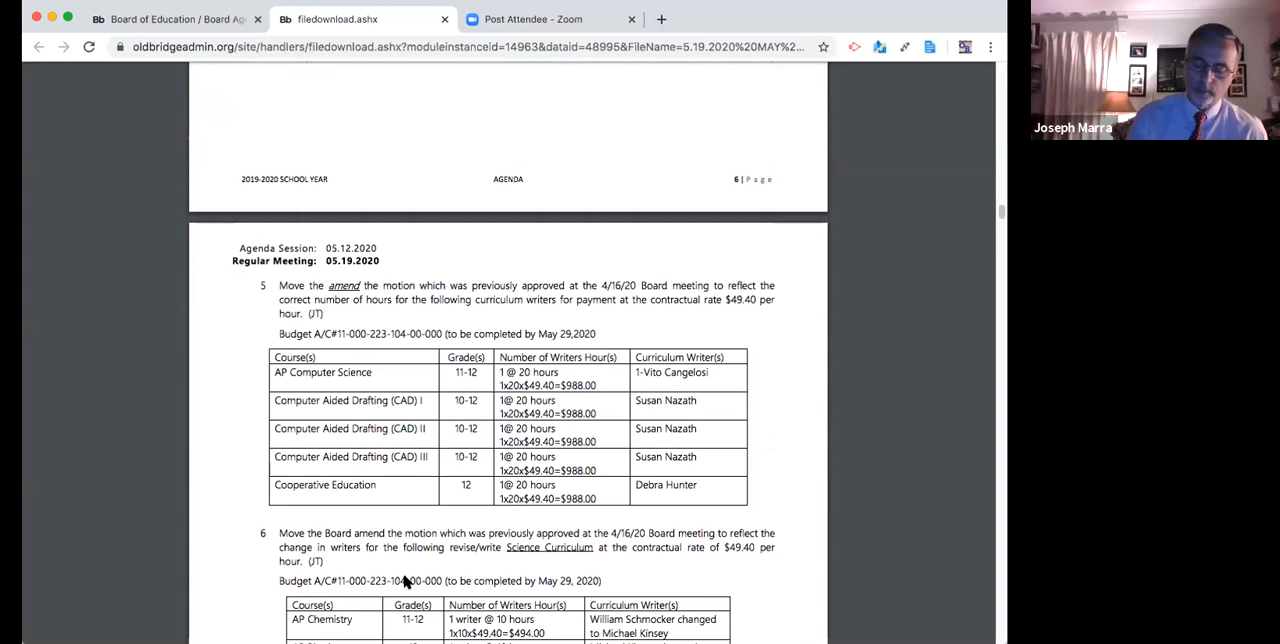 Bb Board of Education / Board Ag
Bb filedownload.ashx
Post Attendee - Zoom
oldbridgeadmin.org/site/handlers/filedownload.ashx?moduleinstanceid=14963&dataid=48995&FileName=5.19.2020%20MAY%2...
Joseph Marra
2019-2020 SCHOOL YEAR AGENDA 6 | P a g e
Agenda Session: 05.12.2020
Regular Meeting: 05.19.2020
5 Move the amend the motion which was previously approved at the 4/16/20 Board meeting to reflect the
correct number of hours for the following curriculum writers for payment at the contractual rate $49.40 per
hour. (JT)
Budget A/C#11-000-223-104-00-000 (to be completed by May 29,2020
Course(s) Grade(s) Number of Writers Hour(s) Curriculum Writer(s)
AP Computer Science 11-12 1 @ 20 hours 1-Vito Cangelosi
1x20x$49.40=$988.00
Computer Aided Drafting (CAD) I 10-12 1@ 20 hours Susan Nazath
1x20x$49.40=$988.00
Computer Aided Drafting (CAD) II 10-12 1@ 20 hours Susan Nazath
1x20x$49.40=$988.00
Computer Aided Drafting (CAD) III 10-12 1@ 20 hours Susan Nazath
1x20x$49.40=$988.00
Cooperative Education 12 1@ 20 hours Debra Hunter
1x20x$49.40=$988.00
6 Move the Board amend the motion which was previously approved at the 4/16/20 Board meeting to reflect the
change in writers for the following revise/write Science Curriculum at the contractual rate of $49.40 per
hour. (JT)
Budget A/C#11-000-223-104-00-000 (to be completed by May 29, 2020)
Course(s) Grade(s) Number of Writers Hour(s) Curriculum Writer(s)
AP Chemistry 11-12 1 writer @ 10 hours William Schmocker changed
1x10x$49.40=$494.00 to Michael Kinsey